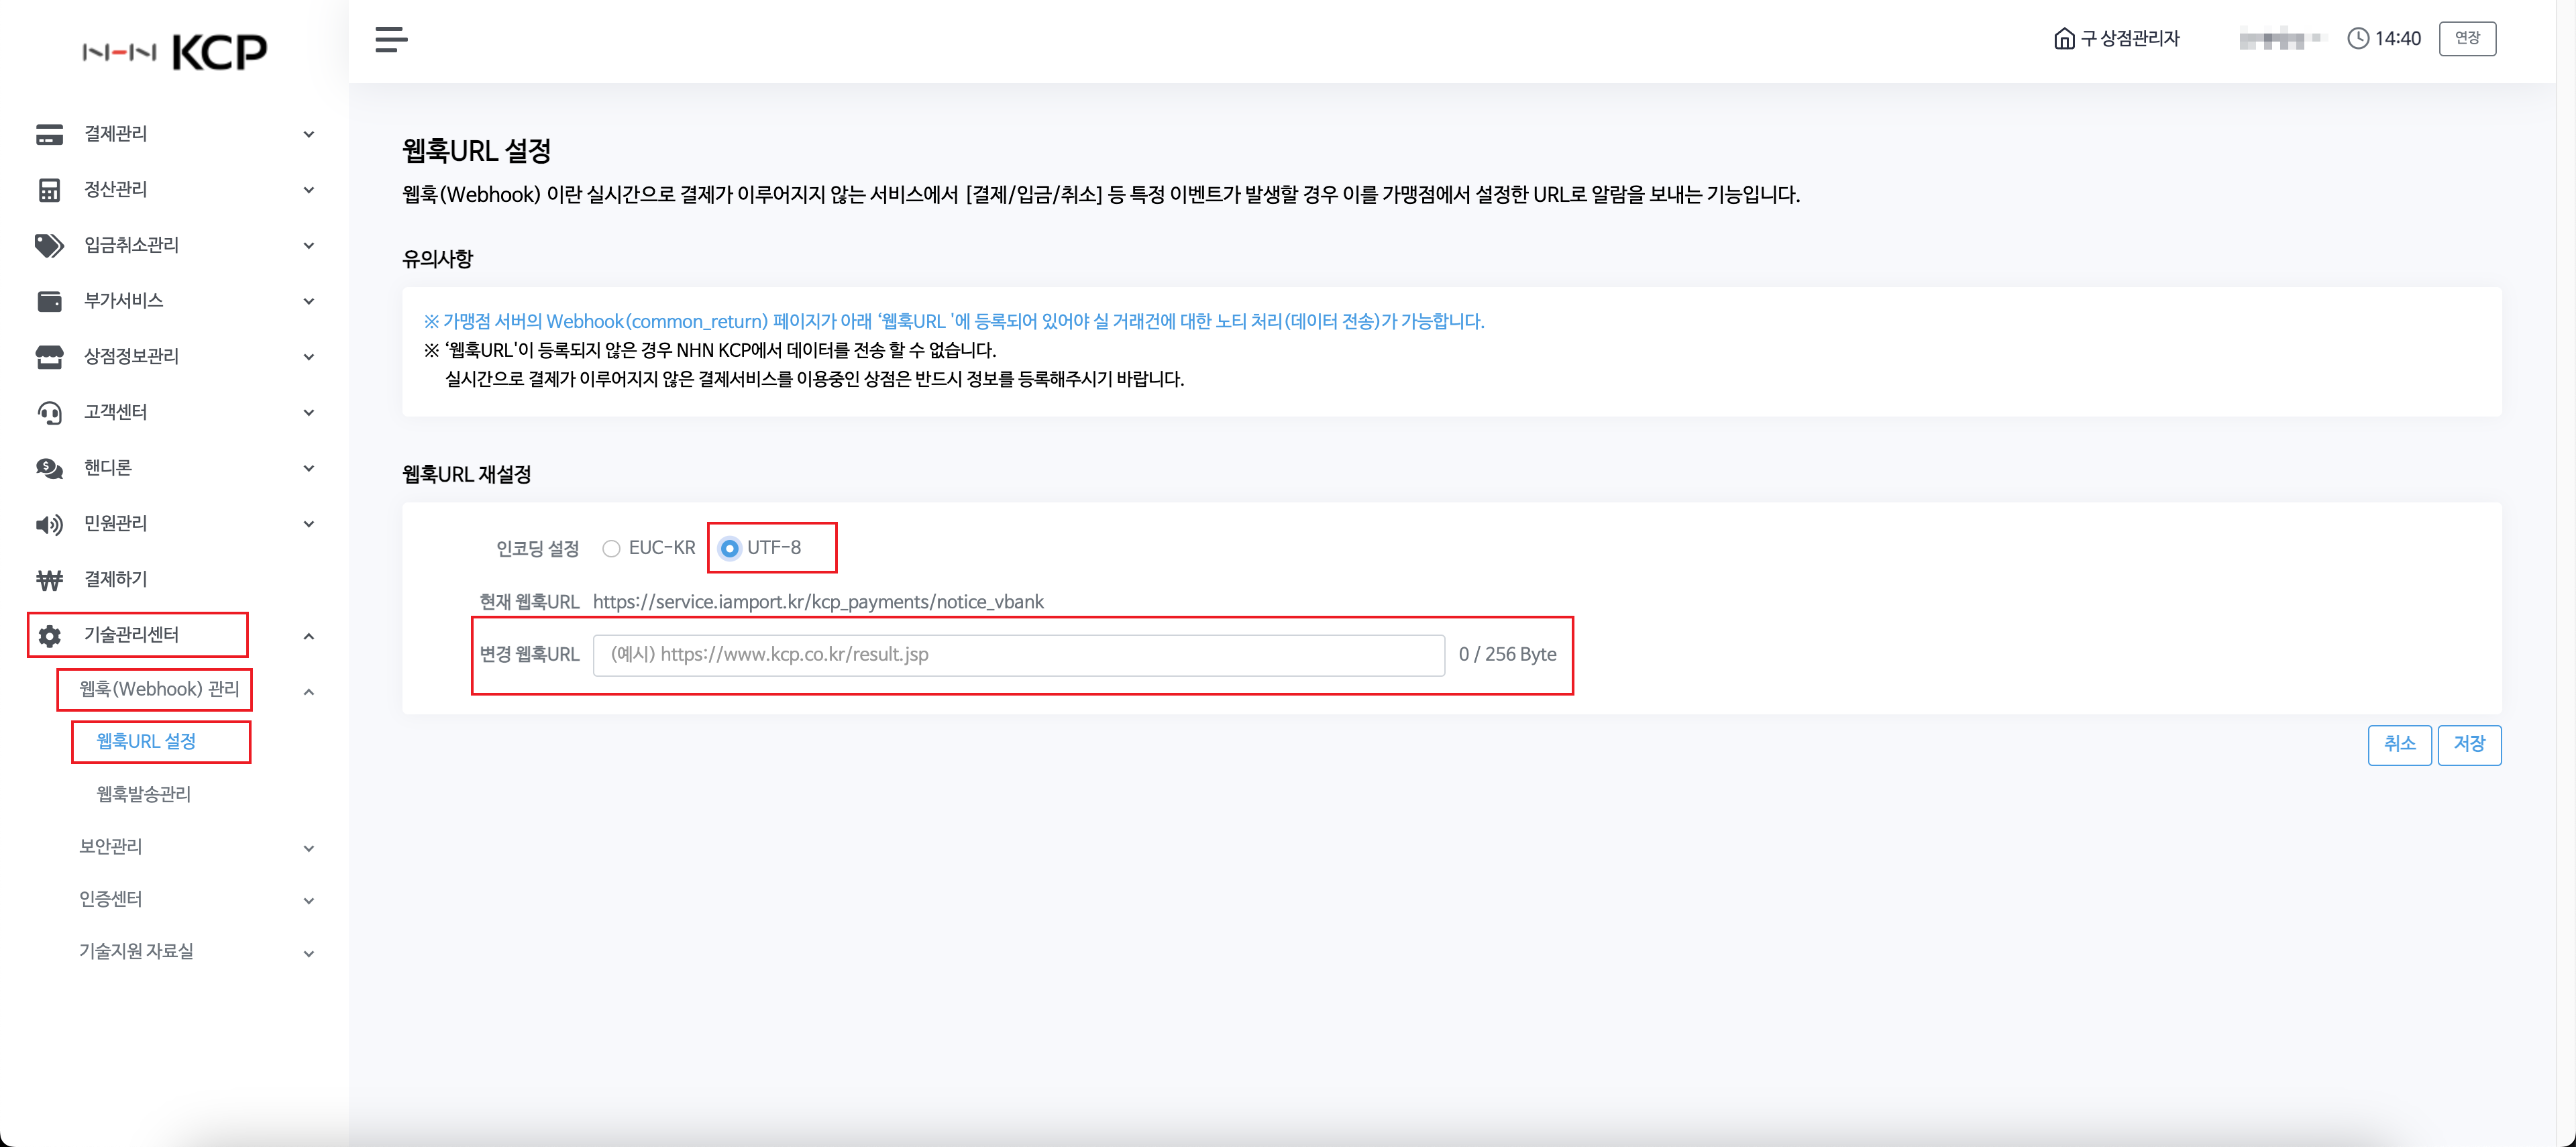 NHN KCP
구 상점관리자
14:40
연장
결제관리
정산관리
입금취소관리
부가서비스
상점정보관리
고객센터
핸디론
민원관리
결제하기
기술관리센터
웹훅(Webhook) 관리
웹훅URL 설정
웹훅발송관리
보안관리
인증센터
기술지원 자료실
웹훅URL 설정
웹훅(Webhook) 이란 실시간으로 결제가 이루어지지 않는 서비스에서 [결제/입금/취소] 등 특정 이벤트가 발생할 경우 이를 가맹점에서 설정한 URL로 알람을 보내는 기능입니다.
유의사항
※ 가맹점 서버의 Webhook(common_return) 페이지가 아래 ‘웹훅URL '에 등록되어 있어야 실 거래건에 대한 노티 처리(데이터 전송)가 가능합니다.
※ ‘웹훅URL'이 등록되지 않은 경우 NHN KCP에서 데이터를 전송 할 수 없습니다.
실시간으로 결제가 이루어지지 않은 결제서비스를 이용중인 상점은 반드시 정보를 등록해주시기 바랍니다.
웹훅URL 재설정
인코딩 설정 EUC-KR UTF-8
현재 웹훅URL https://service.iamport.kr/kcp_payments/notice_vbank
변경 웹훅URL (예시) https://www.kcp.co.kr/result.jsp 0 / 256 Byte
취소 저장